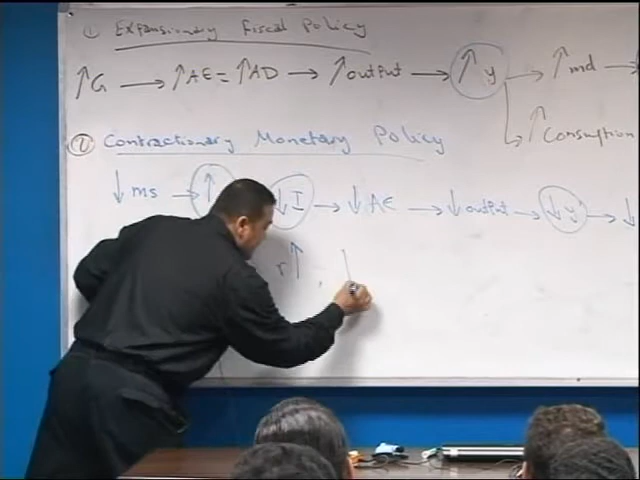 ① Expansionary Fiscal Policy
↑G → ↑AE = ↑AD → ↑output → ↑y → ↑md →
↑Consumption
② Contractionary Monetary Policy
↓ms → ↑ ↓I → ↓AE → ↓output → ↓y → ↓
r↑